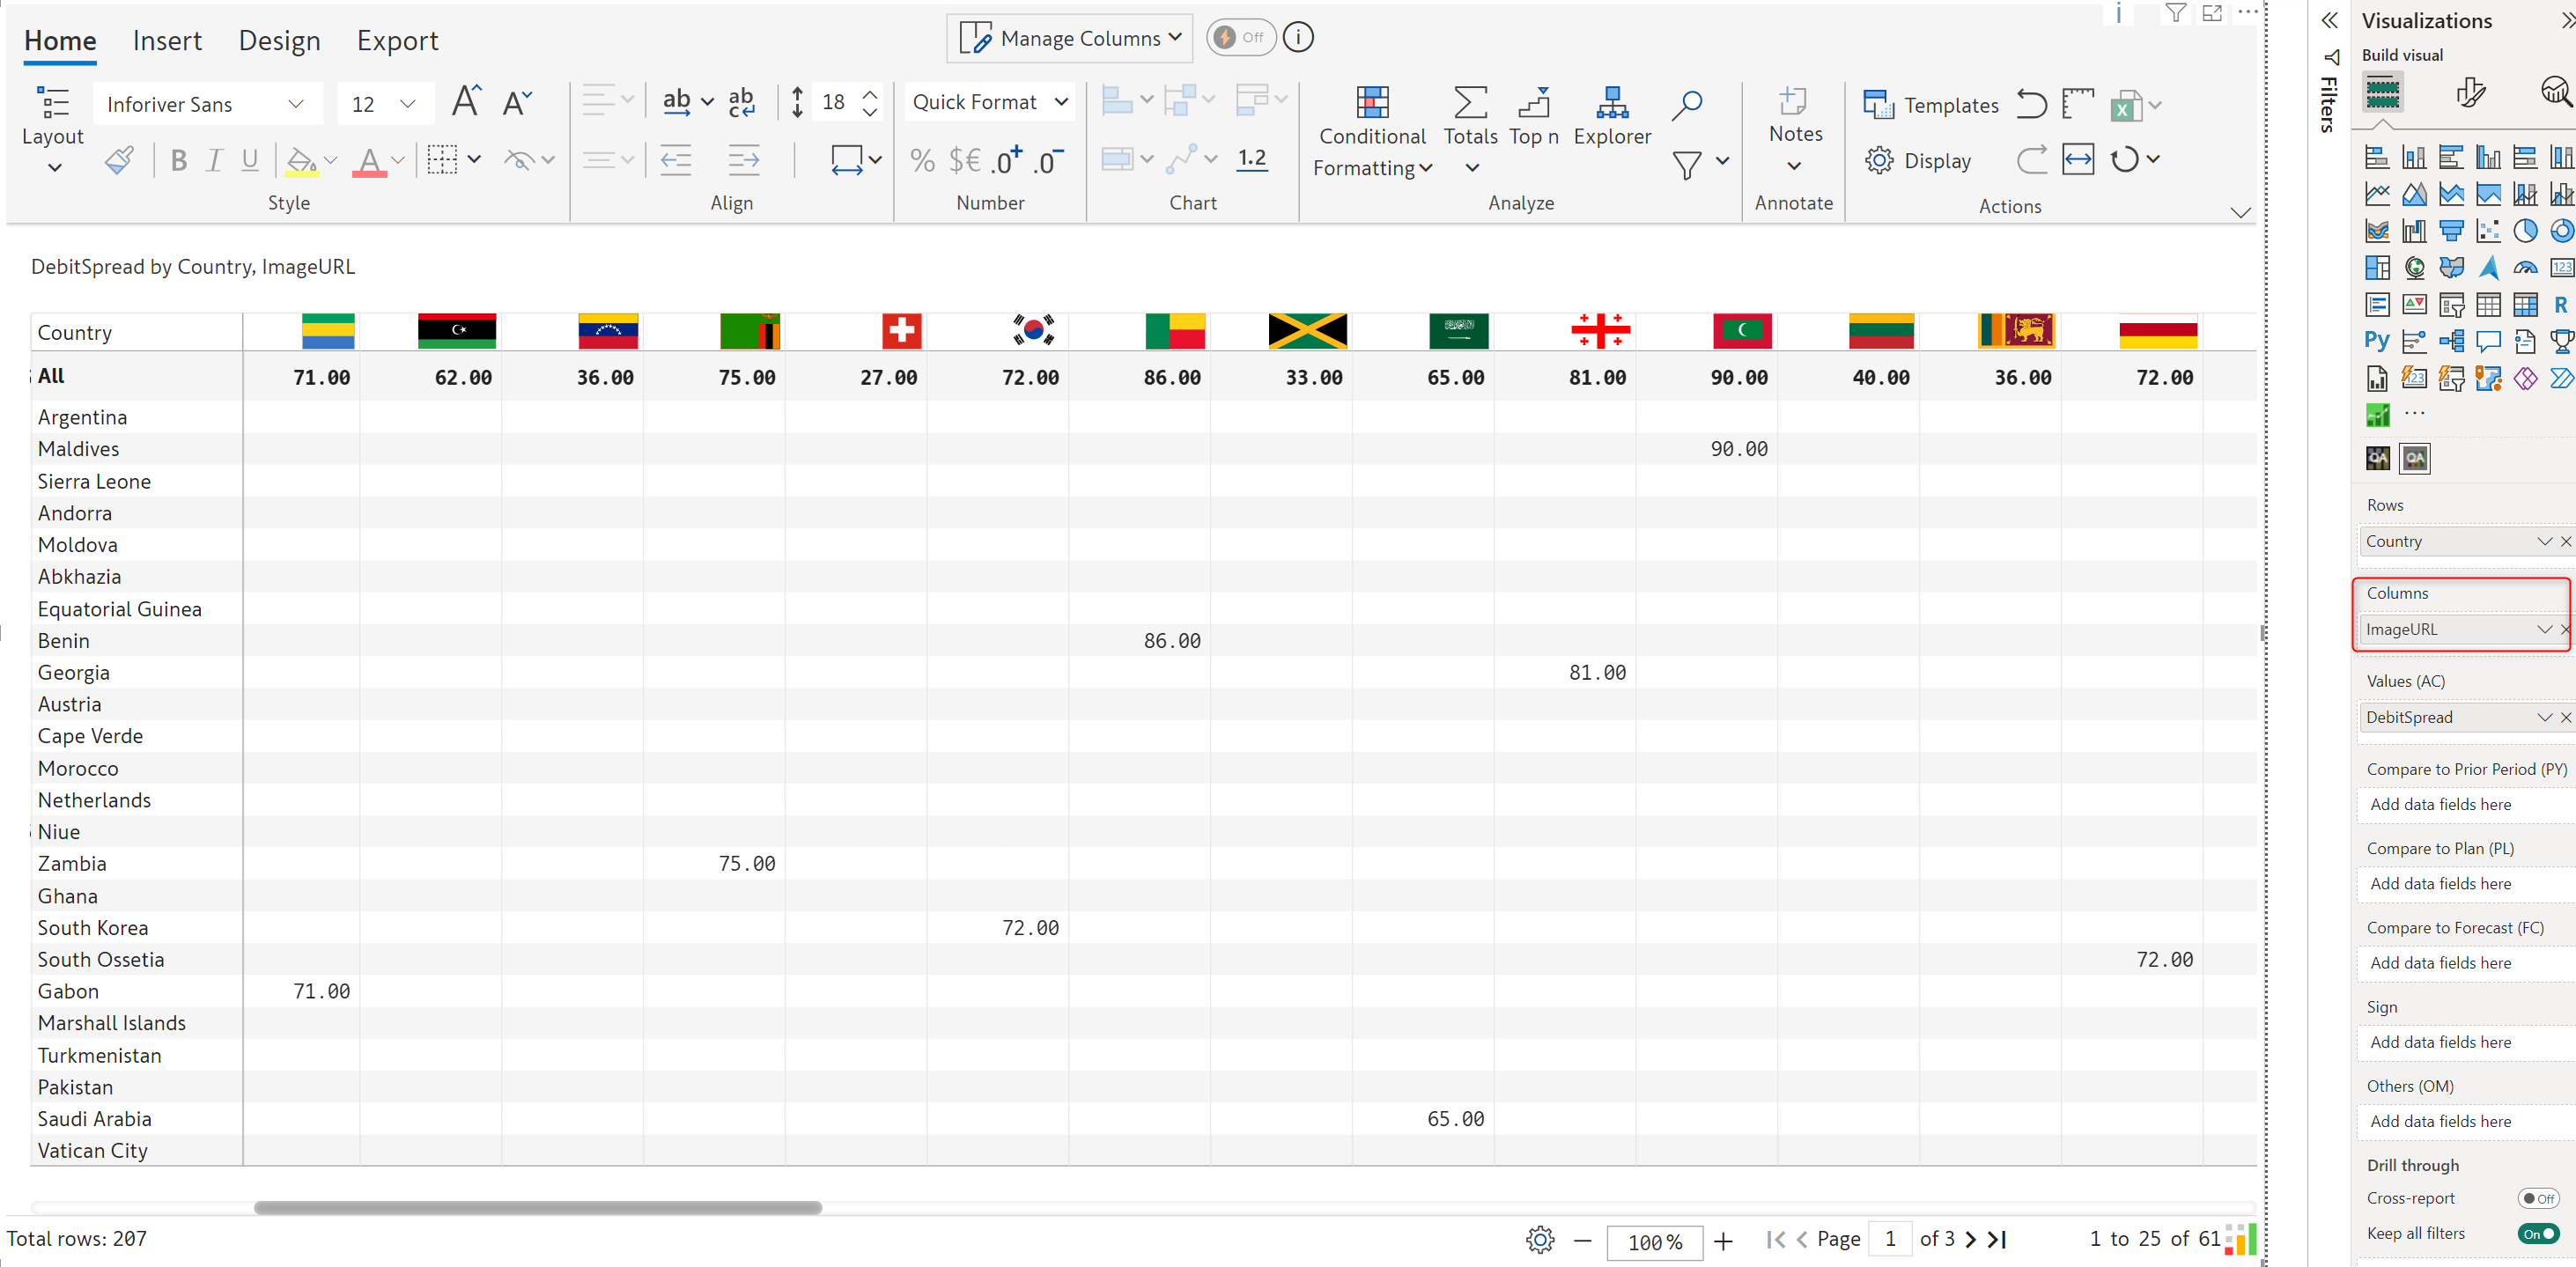 Home Insert Design Export Manage Columns Off i
Visualizations
Build visual
Filters
Layout
Inforiver Sans 12 A A ab ab 18 Quick Format
B I U A % $€ .0+ .0- 1.2
Conditional Formatting Totals Top n Explorer
Notes
Templates
Display
Style Align Number Chart Analyze Annotate Actions
DebitSpread by Country, ImageURL
Country
All 71.00 62.00 36.00 75.00 27.00 72.00 86.00 33.00 65.00 81.00 90.00 40.00 36.00 72.00
Argentina
Maldives 90.00
Sierra Leone
Andorra
Moldova
Abkhazia
Equatorial Guinea
Benin 86.00
Georgia 81.00
Austria
Cape Verde
Morocco
Netherlands
Niue
Zambia 75.00
Ghana
South Korea 72.00
South Ossetia 72.00
Gabon 71.00
Marshall Islands
Turkmenistan
Pakistan
Saudi Arabia 65.00
Vatican City
Total rows: 207
100 %
Page 1 of 3
1 to 25 of 61
123
R
Py
123
QA QA
Rows
Country
Columns
ImageURL
Values (AC)
DebitSpread
Compare to Prior Period (PY)
Add data fields here
Compare to Plan (PL)
Add data fields here
Compare to Forecast (FC)
Add data fields here
Sign
Add data fields here
Others (OM)
Add data fields here
Drill through
Cross-report Off
Keep all filters On